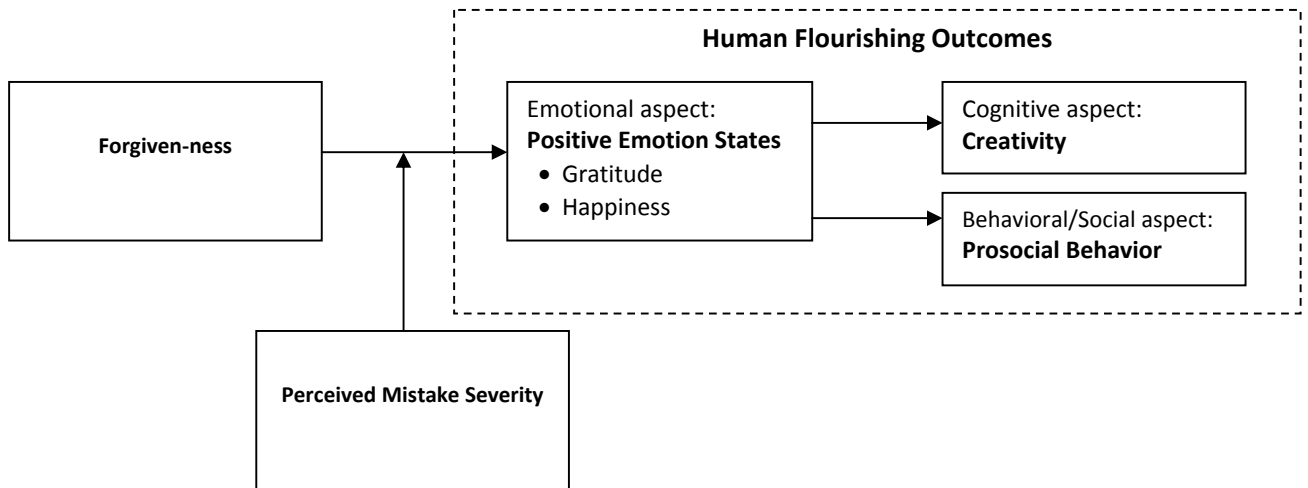 Human Flourishing Outcomes
Forgiven-ness
Emotional aspect:
Positive Emotion States
• Gratitude
• Happiness
Cognitive aspect:
Creativity
Behavioral/Social aspect:
Prosocial Behavior
Perceived Mistake Severity